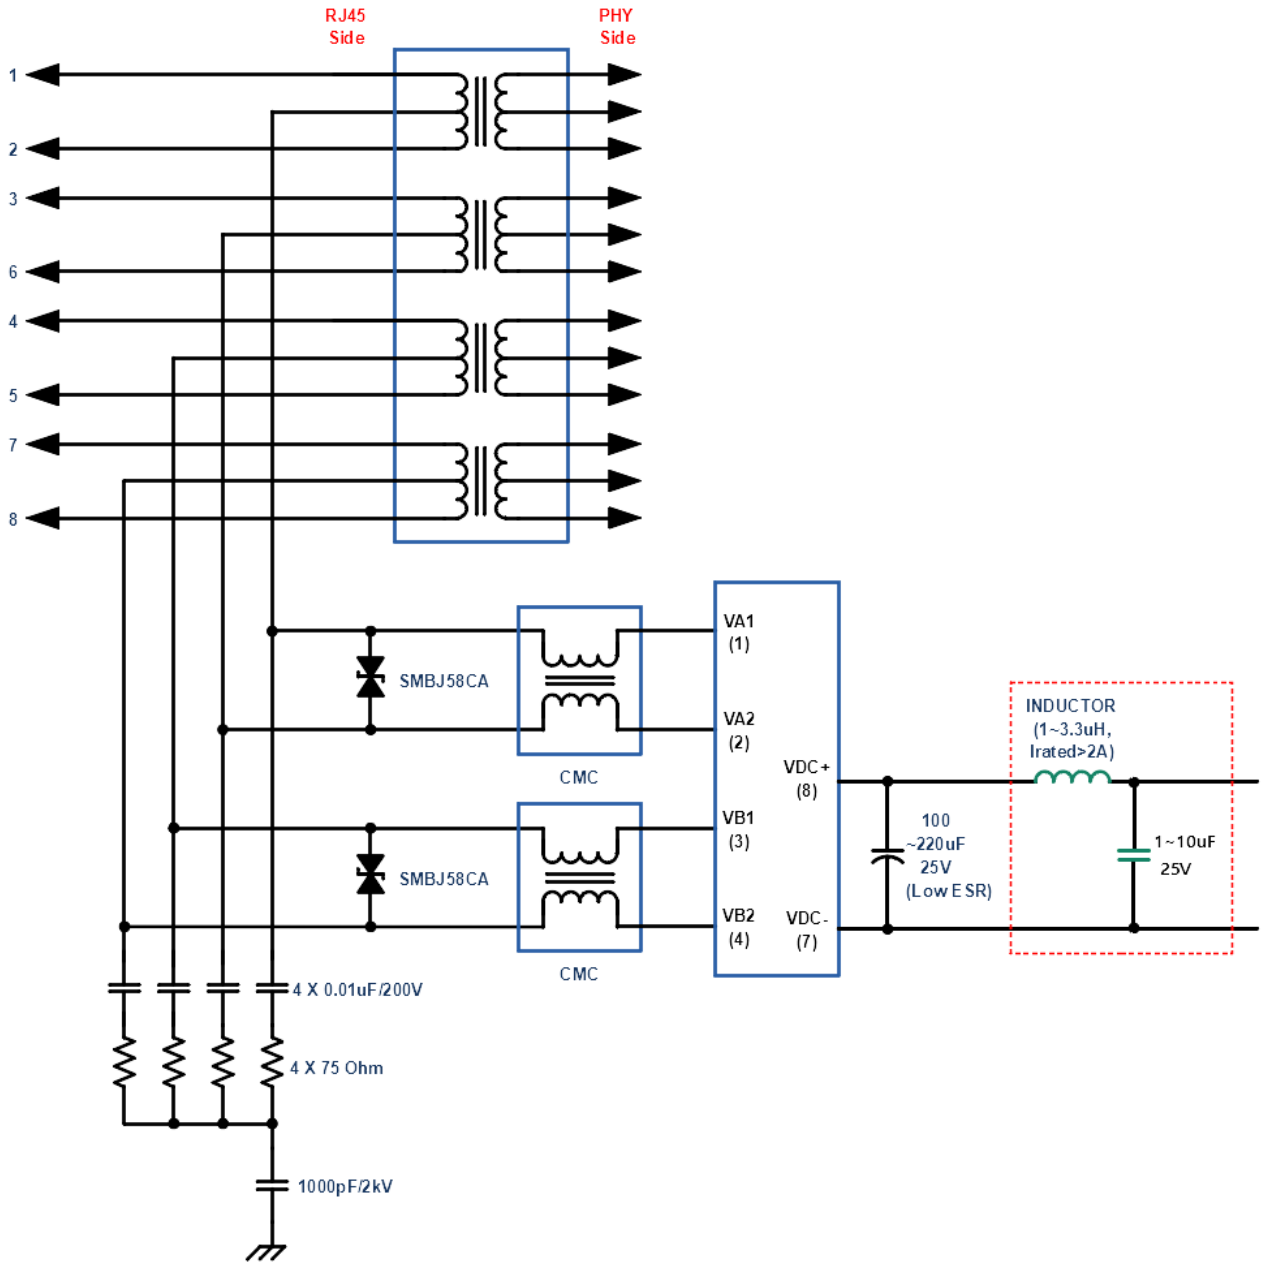 RJ45
Side
PHY
Side
1
2
3
6
4
5
7
8
VA1
(1)
SMBJ58CA
VA2
(2)
CMC
INDUCTOR
(1~3.3uH,
Irated>2A)
VDC+
(8)
VB1
(3)
100
~220uF
25V
(Low ESR)
1~10uF
25V
SMBJ58CA
VB2
(4)
VDC-
(7)
CMC
4 X 0.01uF/200V
4 X 75 Ohm
1000pF/2kV